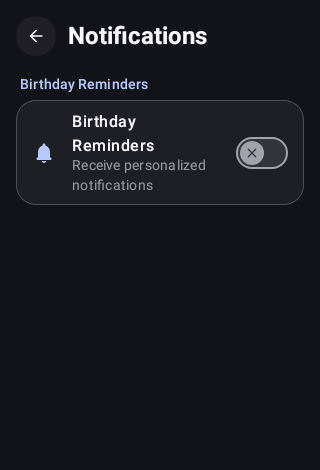 Notifications
Birthday Reminders
Birthday
Reminders
Receive personalized
notifications